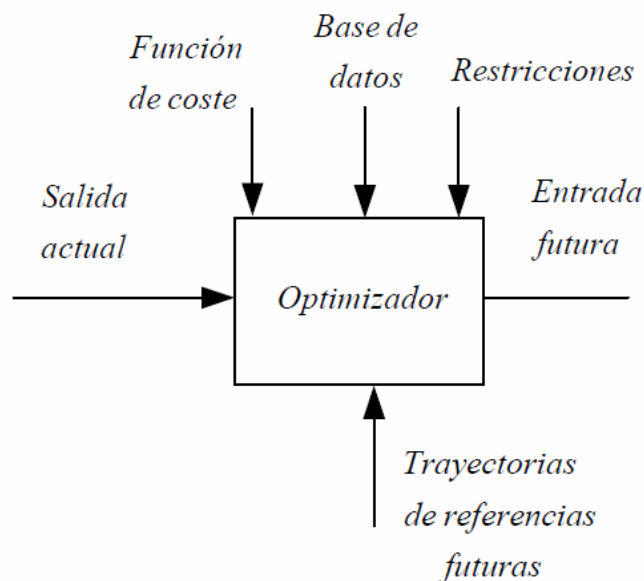 Función
de coste
Base de
datos
Restricciones
Salida
actual
Entrada
futura
Optimizador
Trayectorias
de referencias
futuras